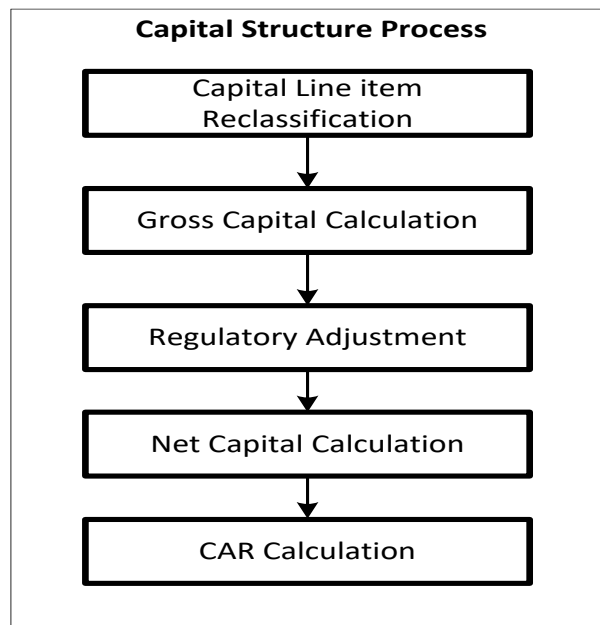 Capital Structure Process
Capital Line item
Reclassification
Gross Capital Calculation
Regulatory Adjustment
Net Capital Calculation
CAR Calculation